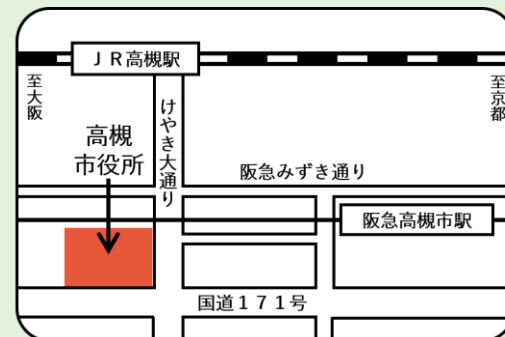 ＪＲ高槻駅
至大阪
至京都
けやき大通り
高槻
市役所
阪急みずき通り
阪急高槻市駅
国道１７１号